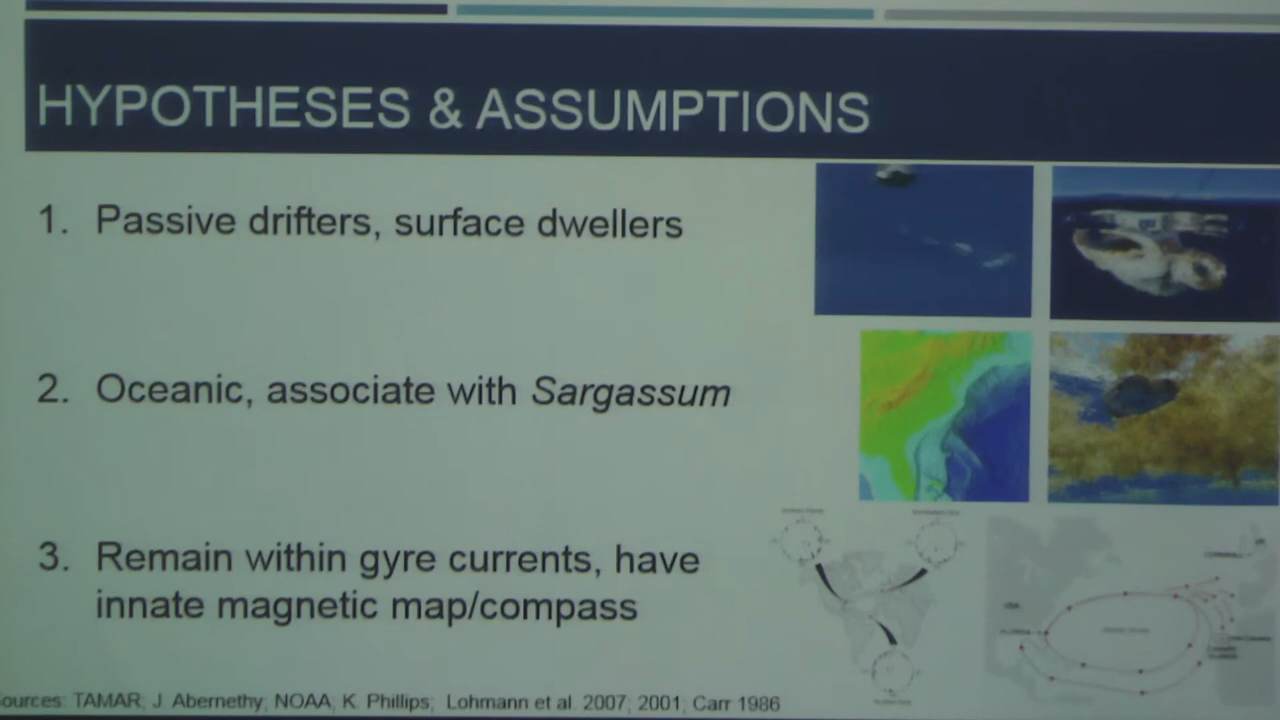 HYPOTHESES & ASSUMPTIONS
1. Passive drifters, surface dwellers
2. Oceanic, associate with Sargassum
3. Remain within gyre currents, have
innate magnetic map/compass
ources: TAMAR; J. Abernethy; NOAA; K. Phillips; Lohmann et al. 2007; 2001; Carr 1986